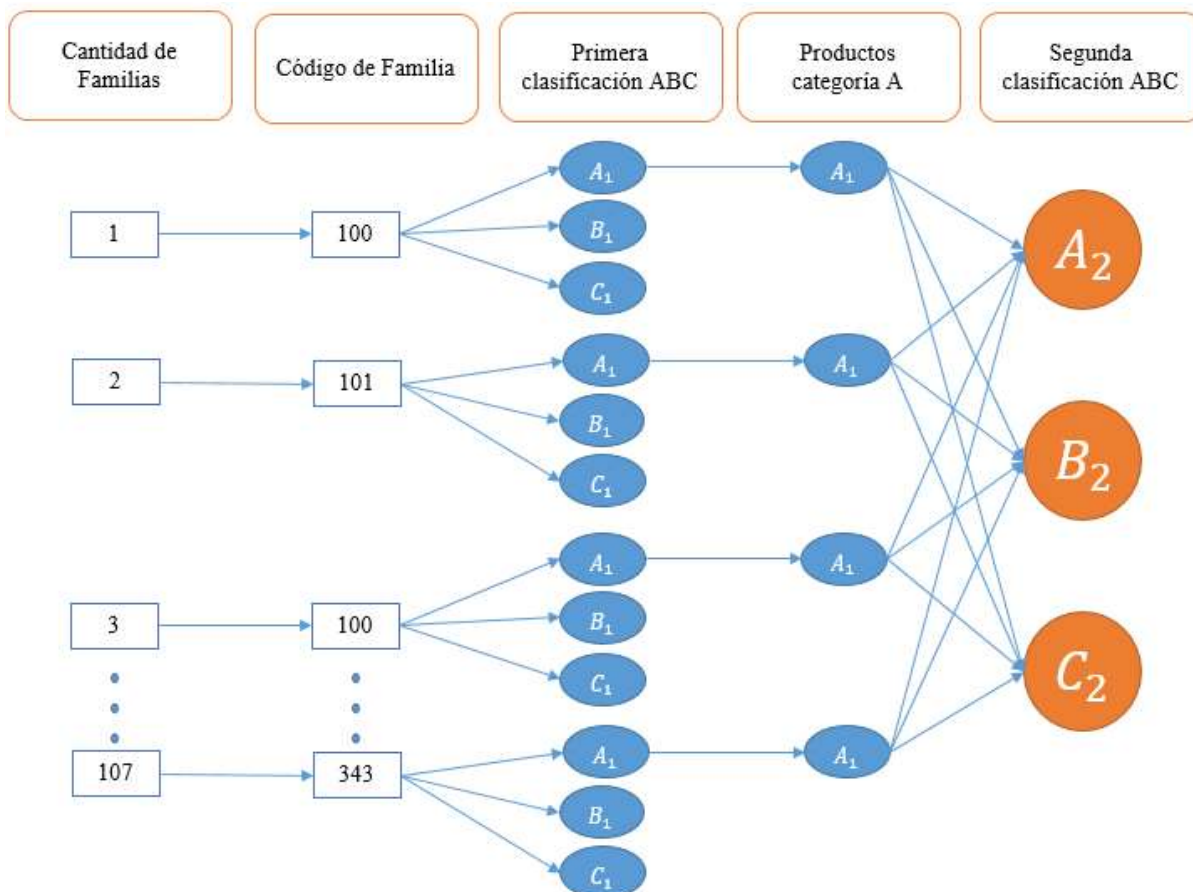 Cantidad de
Familias
Código de Familia
Primera
clasificación ABC
Productos
categoría A
Segunda
clasificación ABC
1
100
A₁
B₁
C₁
A₁
2
101
A₁
B₁
C₁
A₁
3
100
A₁
B₁
C₁
A₁
107
343
A₁
B₁
C₁
A₁
A₂
B₂
C₂